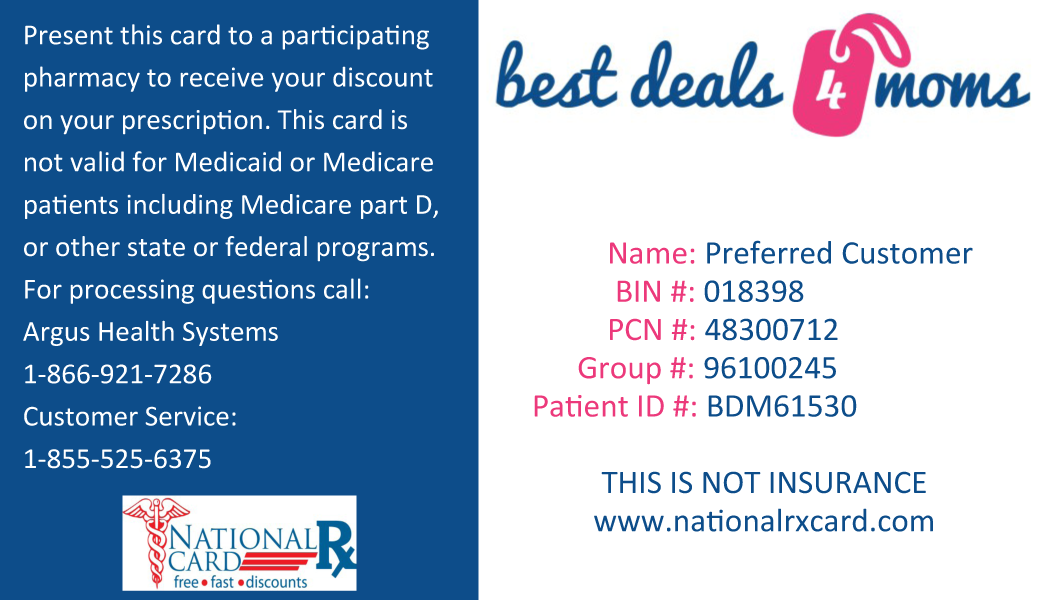 Present this card to a participating
pharmacy to receive your discount
on your prescription. This card is
not valid for Medicaid or Medicare
patients including Medicare part D,
or other state or federal programs.
For processing questions call:
Argus Health Systems
1-866-921-7286
Customer Service:
1-855-525-6375
NATIONAL Rx
CARD
free • fast • discounts
best deals 4 moms
Name: Preferred Customer
BIN #: 018398
PCN #: 48300712
Group #: 96100245
Patient ID #: BDM61530
THIS IS NOT INSURANCE
www.nationalrxcard.com